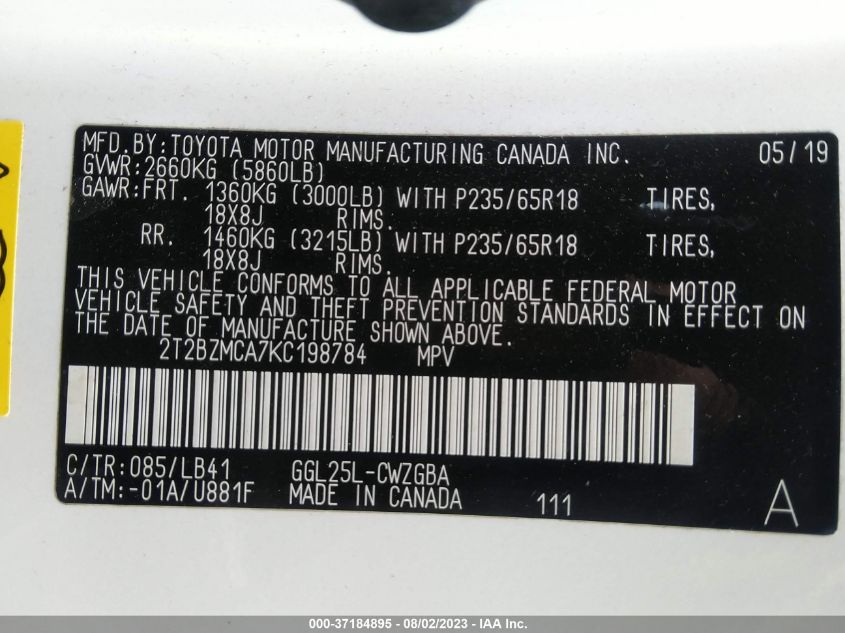 MFD.BY:TOYOTA MOTOR MANUFACTURING CANADA INC. 05/19
GVWR:2660KG (5860LB)
GAWR:FRT. 1360KG (3000LB) WITH P235/65R18 TIRES,
18X8J RIMS.
RR. 1460KG (3215LB) WITH P235/65R18 TIRES,
18X8J RIMS.
THIS VEHICLE CONFORMS TO ALL APPLICABLE FEDERAL MOTOR
VEHICLE SAFETY AND THEFT PREVENTION STANDARDS IN EFFECT ON
THE DATE OF MANUFACTURE SHOWN ABOVE.
2T2BZMCA7KC198784 MPV
C/TR:085/LB41 GGL25L-CWZGBA
A/TM:-01A/U881F MADE IN CANADA 111 A
000-37184895 - 08/02/2023 - IAA Inc.